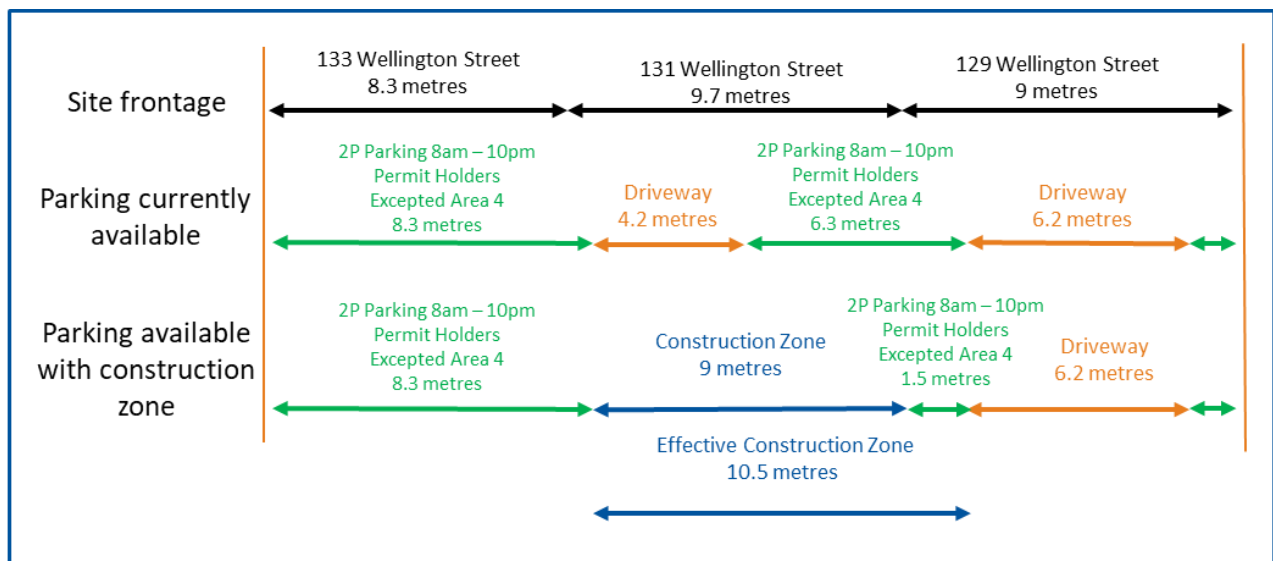 Site frontage
133 Wellington Street
8.3 metres
131 Wellington Street
9.7 metres
129 Wellington Street
9 metres
Parking currently
available
2P Parking 8am – 10pm
Permit Holders
Excepted Area 4
8.3 metres
Driveway
4.2 metres
2P Parking 8am – 10pm
Permit Holders
Excepted Area 4
6.3 metres
Driveway
6.2 metres
Parking available
with construction
zone
2P Parking 8am – 10pm
Permit Holders
Excepted Area 4
8.3 metres
Construction Zone
9 metres
2P Parking 8am – 10pm
Permit Holders
Excepted Area 4
1.5 metres
Driveway
6.2 metres
Effective Construction Zone
10.5 metres